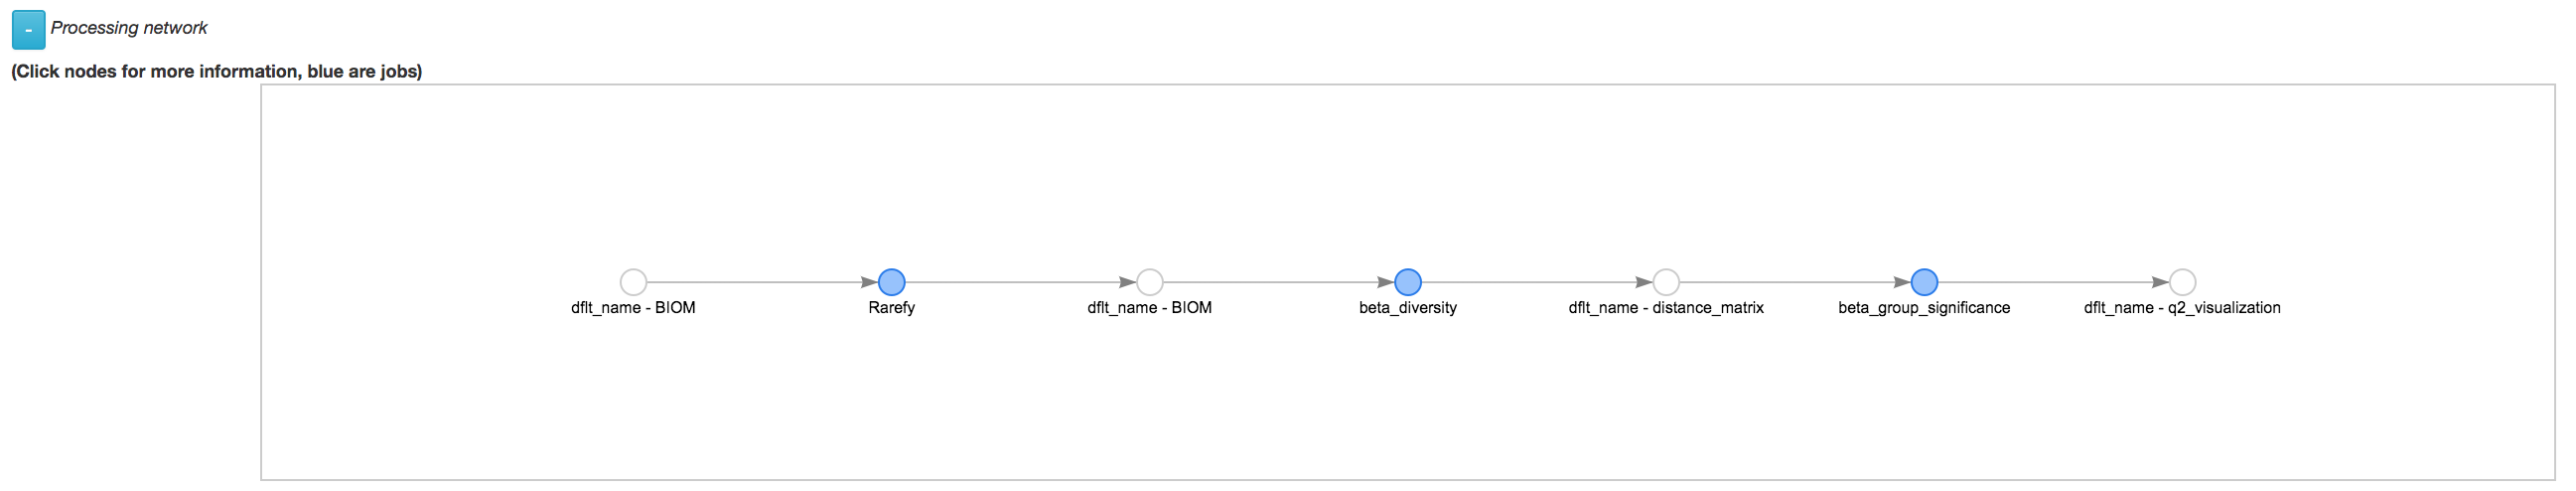 - Processing network
(Click nodes for more information, blue are jobs)
dflt_name - BIOM Rarefy dflt_name - BIOM beta_diversity dflt_name - distance_matrix beta_group_significance dflt_name - q2_visualization